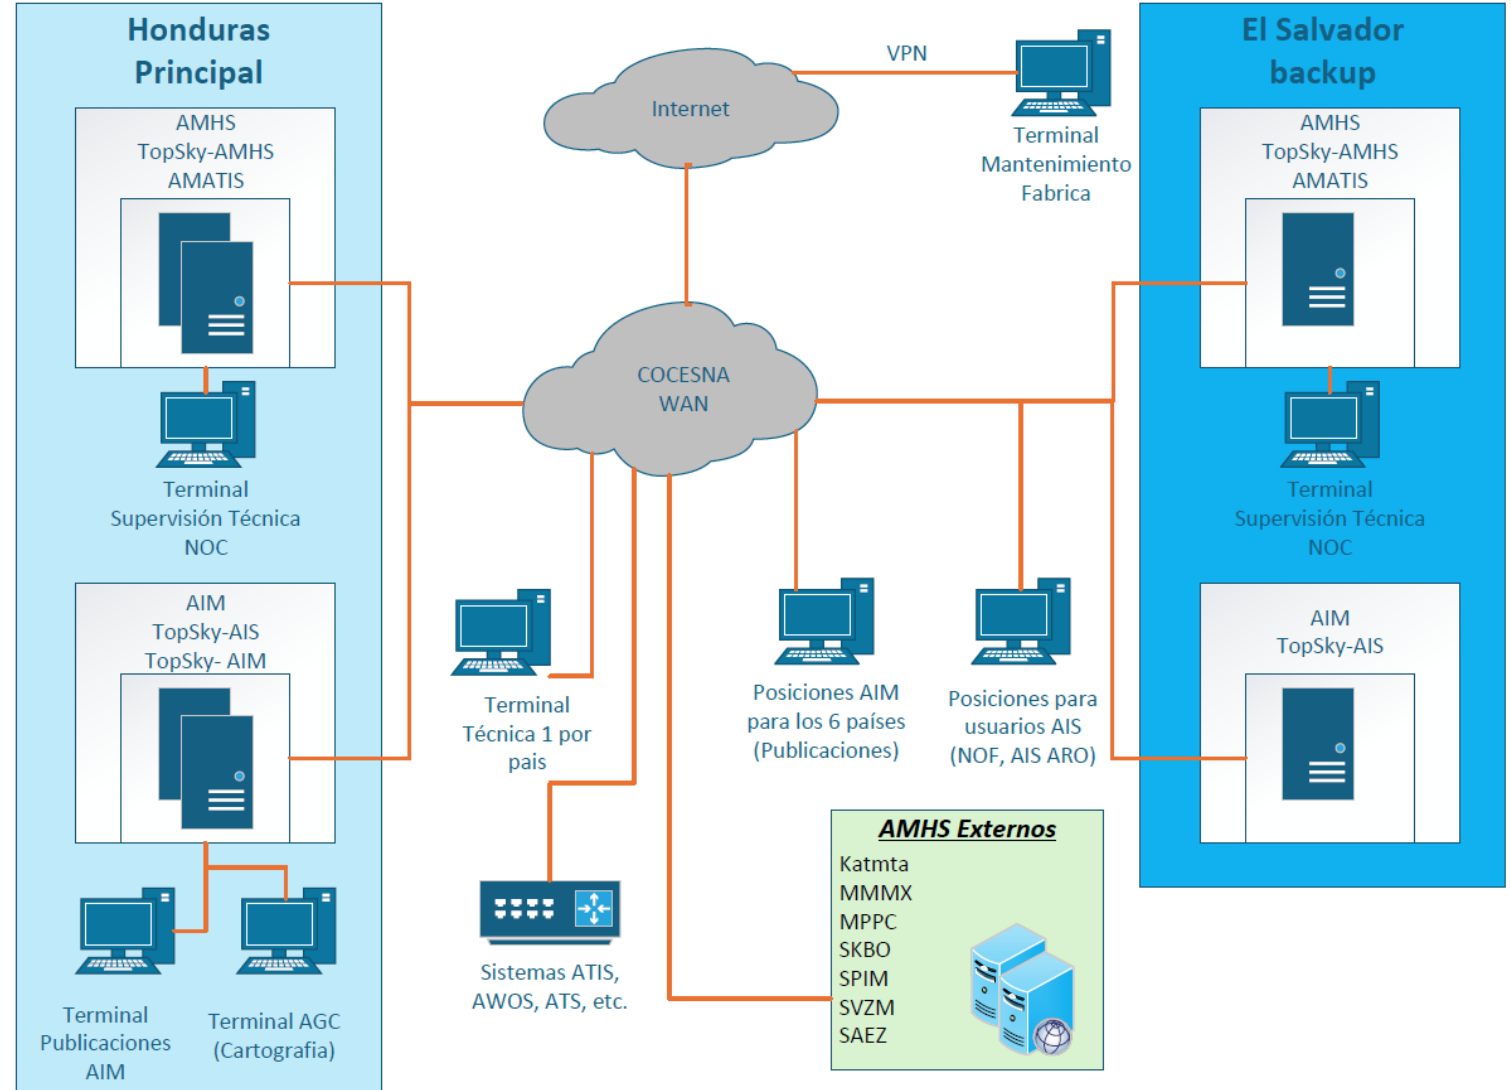 Honduras
Principal
AMHS
TopSky-AMHS
AMATIS
Terminal
Supervisión Técnica
NOC
AIM
TopSky-AIS
TopSky- AIM
Terminal
Publicaciones
AIM
Terminal AGC
(Cartografia)
Internet
VPN
Terminal
Mantenimiento
Fabrica
COCESNA
WAN
Terminal
Técnica 1 por
pais
Sistemas ATIS,
AWOS, ATS, etc.
Posiciones AIM
para los 6 países
(Publicaciones)
Posiciones para
usuarios AIS
(NOF, AIS ARO)
AMHS Externos
Katmta
MMMX
MPPC
SKBO
SPIM
SVZM
SAEZ
El Salvador
backup
AMHS
TopSky-AMHS
AMATIS
Terminal
Supervisión Técnica
NOC
AIM
TopSky-AIS